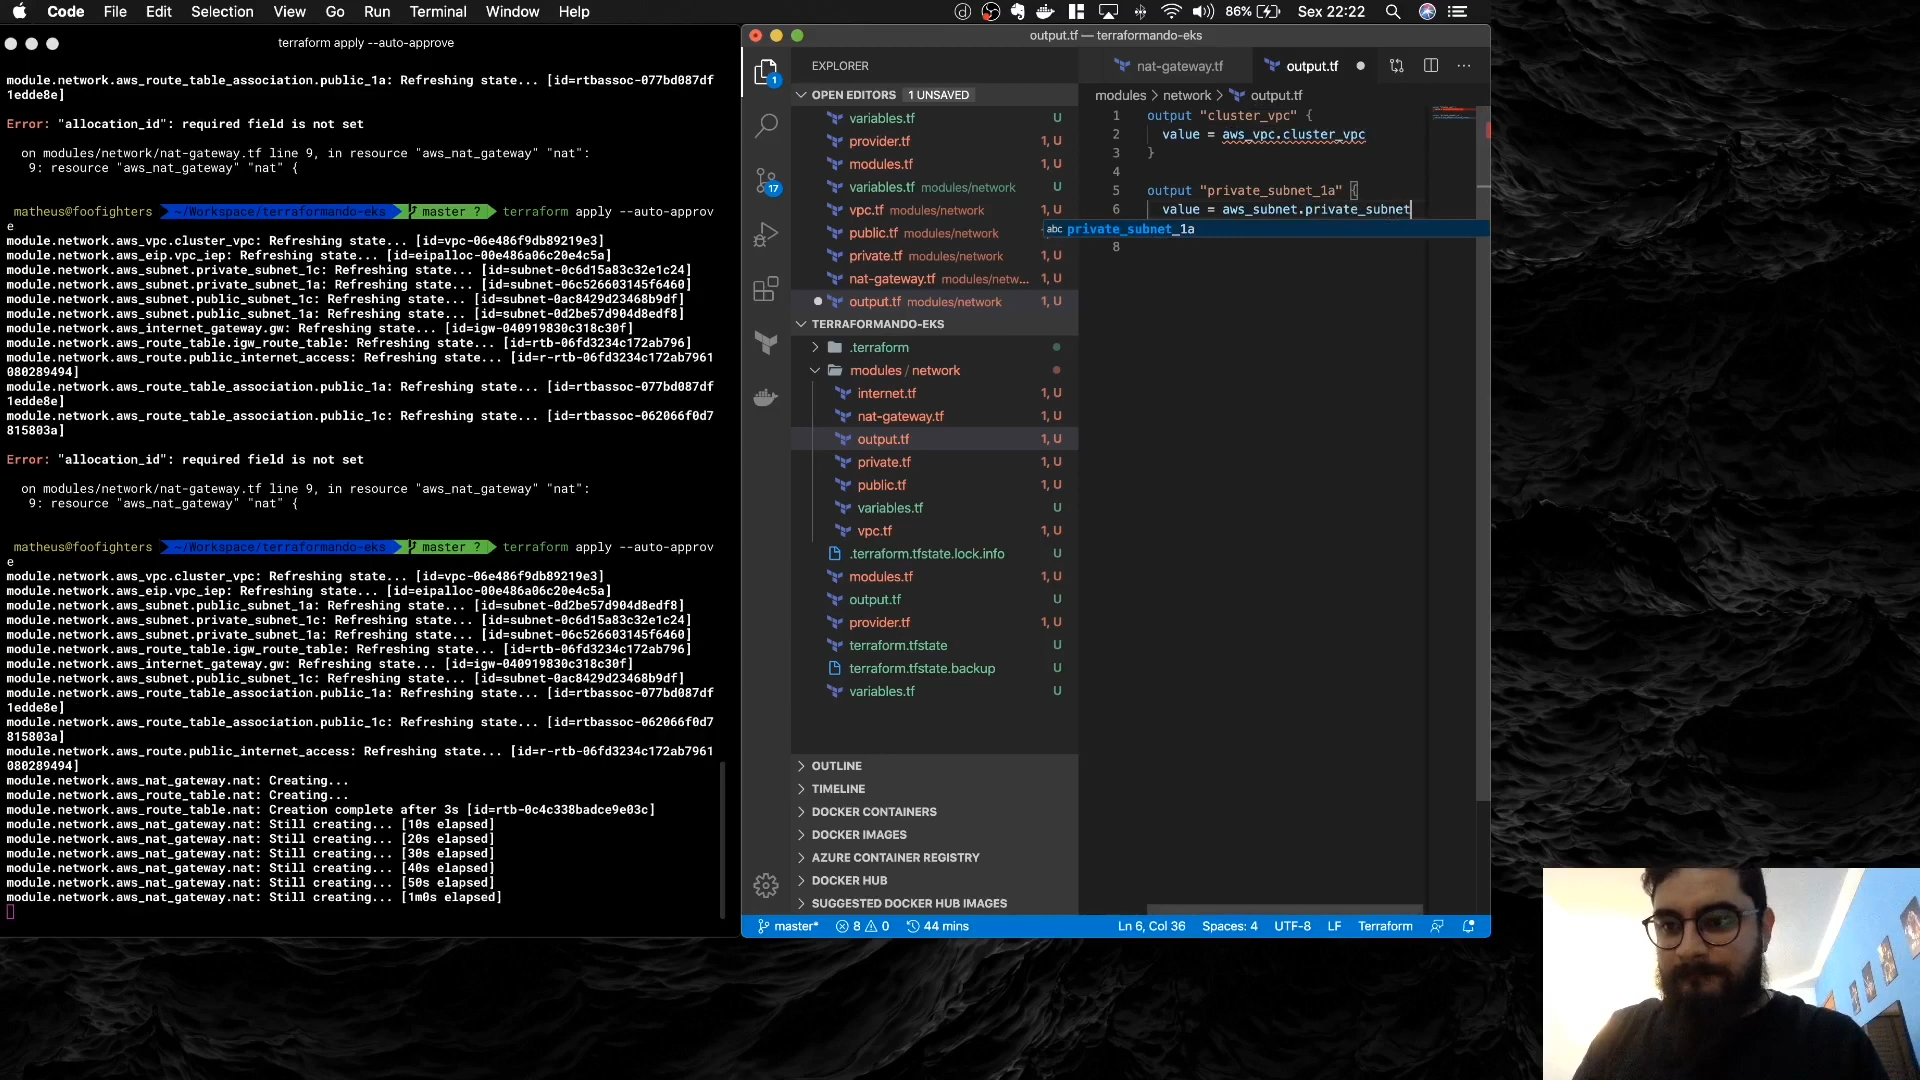 Code File Edit Selection View Go Run Terminal Window Help
86% Sex 22:22
terraform apply --auto-approve
module.network.aws_route_table_association.public_1a: Refreshing state... [id=rtbassoc-077bd087df
1edde8e]
Error: "allocation_id": required field is not set
on modules/network/nat-gateway.tf line 9, in resource "aws_nat_gateway" "nat":
9: resource "aws_nat_gateway" "nat" {
matheus@foofighters ~/Workspace/terraformando-eks master ? terraform apply --auto-approv
e
module.network.aws_vpc.cluster_vpc: Refreshing state... [id=vpc-06e486f9db89219e3]
module.network.aws_eip.vpc_iep: Refreshing state... [id=eipalloc-00e486a06c20e4c5a]
module.network.aws_subnet.private_subnet_1c: Refreshing state... [id=subnet-0c6d15a83c32e1c24]
module.network.aws_subnet.private_subnet_1a: Refreshing state... [id=subnet-06c526603145f6460]
module.network.aws_subnet.public_subnet_1c: Refreshing state... [id=subnet-0ac8429d23468b9df]
module.network.aws_subnet.public_subnet_1a: Refreshing state... [id=subnet-0d2be57d904d8edf8]
module.network.aws_internet_gateway.gw: Refreshing state... [id=igw-040919830c318c30f]
module.network.aws_route_table.igw_route_table: Refreshing state... [id=rtb-06fd3234c172ab796]
module.network.aws_route.public_internet_access: Refreshing state... [id=r-rtb-06fd3234c172ab7961
080289494]
module.network.aws_route_table_association.public_1a: Refreshing state... [id=rtbassoc-077bd087df
1edde8e]
module.network.aws_route_table_association.public_1c: Refreshing state... [id=rtbassoc-062066f0d7
815803a]
Error: "allocation_id": required field is not set
on modules/network/nat-gateway.tf line 9, in resource "aws_nat_gateway" "nat":
9: resource "aws_nat_gateway" "nat" {
matheus@foofighters ~/Workspace/terraformando-eks master ? terraform apply --auto-approv
e
module.network.aws_vpc.cluster_vpc: Refreshing state... [id=vpc-06e486f9db89219e3]
module.network.aws_eip.vpc_iep: Refreshing state... [id=eipalloc-00e486a06c20e4c5a]
module.network.aws_subnet.public_subnet_1a: Refreshing state... [id=subnet-0d2be57d904d8edf8]
module.network.aws_subnet.private_subnet_1c: Refreshing state... [id=subnet-0c6d15a83c32e1c24]
module.network.aws_subnet.private_subnet_1a: Refreshing state... [id=subnet-06c526603145f6460]
module.network.aws_route_table.igw_route_table: Refreshing state... [id=rtb-06fd3234c172ab796]
module.network.aws_internet_gateway.gw: Refreshing state... [id=igw-040919830c318c30f]
module.network.aws_subnet.public_subnet_1c: Refreshing state... [id=subnet-0ac8429d23468b9df]
module.network.aws_route_table_association.public_1a: Refreshing state... [id=rtbassoc-077bd087df
1edde8e]
module.network.aws_route_table_association.public_1c: Refreshing state... [id=rtbassoc-062066f0d7
815803a]
module.network.aws_route.public_internet_access: Refreshing state... [id=r-rtb-06fd3234c172ab7961
080289494]
module.network.aws_nat_gateway.nat: Creating...
module.network.aws_route_table.nat: Creating...
module.network.aws_route_table.nat: Creation complete after 3s [id=rtb-0c4c338badce9e03c]
module.network.aws_nat_gateway.nat: Still creating... [10s elapsed]
module.network.aws_nat_gateway.nat: Still creating... [20s elapsed]
module.network.aws_nat_gateway.nat: Still creating... [30s elapsed]
module.network.aws_nat_gateway.nat: Still creating... [40s elapsed]
module.network.aws_nat_gateway.nat: Still creating... [50s elapsed]
module.network.aws_nat_gateway.nat: Still creating... [1m0s elapsed]
output.tf — terraformando-eks
1
17
EXPLORER
OPEN EDITORS 1 UNSAVED
variables.tf U
provider.tf 1, U
modules.tf 1, U
variables.tf modules/network U
vpc.tf modules/network 1, U
public.tf modules/network
private.tf modules/network 1, U
nat-gateway.tf modules/netw... 1, U
output.tf modules/network 1, U
TERRAFORMANDO-EKS
.terraform
modules / network
internet.tf 1, U
nat-gateway.tf 1, U
output.tf 1, U
private.tf 1, U
public.tf 1, U
variables.tf U
vpc.tf 1, U
.terraform.tfstate.lock.info U
modules.tf 1, U
output.tf U
provider.tf 1, U
terraform.tfstate U
terraform.tfstate.backup U
variables.tf U
OUTLINE
TIMELINE
DOCKER CONTAINERS
DOCKER IMAGES
AZURE CONTAINER REGISTRY
DOCKER HUB
SUGGESTED DOCKER HUB IMAGES
nat-gateway.tf output.tf
modules > network > output.tf
1 output "cluster_vpc" {
2 value = aws_vpc.cluster_vpc
3 }
4
5 output "private_subnet_1a" {
6 value = aws_subnet.private_subnet
abc private_subnet_1a
8
master* 8 0 44 mins Ln 6, Col 36 Spaces: 4 UTF-8 LF Terraform